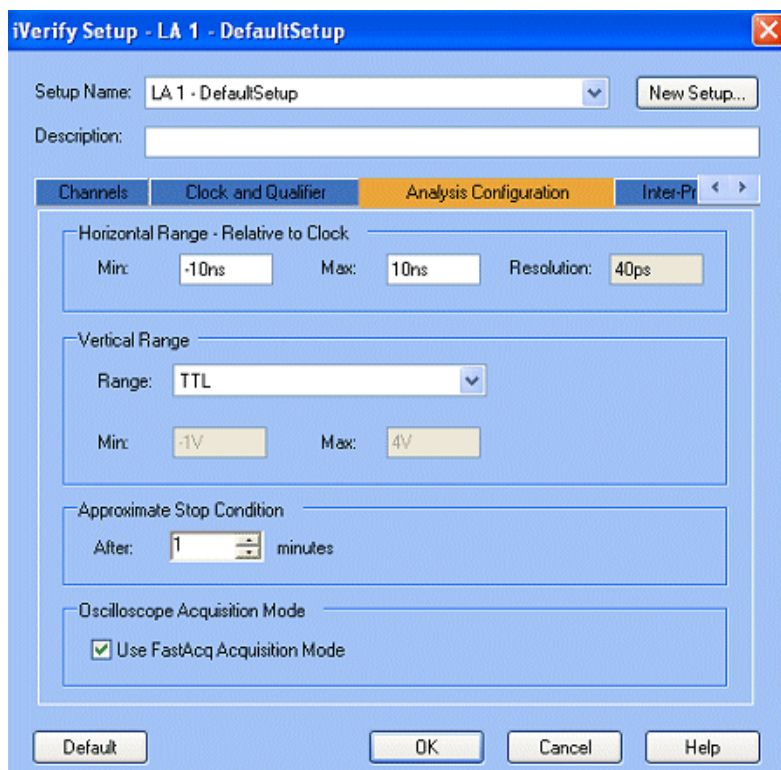 iVerify Setup - LA 1 - DefaultSetup
Setup Name: LA 1 - DefaultSetup New Setup...
Description:
Channels Clock and Qualifier Analysis Configuration Inter-Pr
Horizontal Range - Relative to Clock
Min: -10ns Max: 10ns Resolution: 40ps
Vertical Range
Range: TTL
Min: -1V Max: 4V
Approximate Stop Condition
After: 1 minutes
Oscilloscope Acquisition Mode
Use FastAcq Acquisition Mode
Default OK Cancel Help